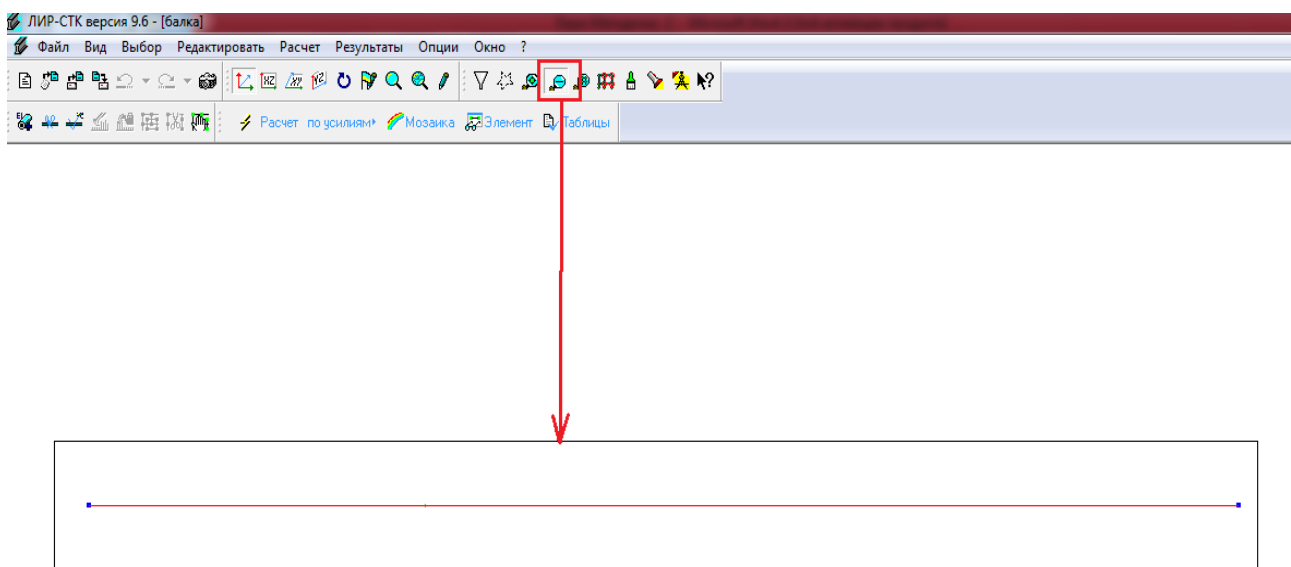 ЛИР-СТК версия 9.6 - [балка]
Файл Вид Выбор Редактировать Расчет Результаты Опции Окно ?
Расчет по усилиям Мозаика Элемент Таблицы